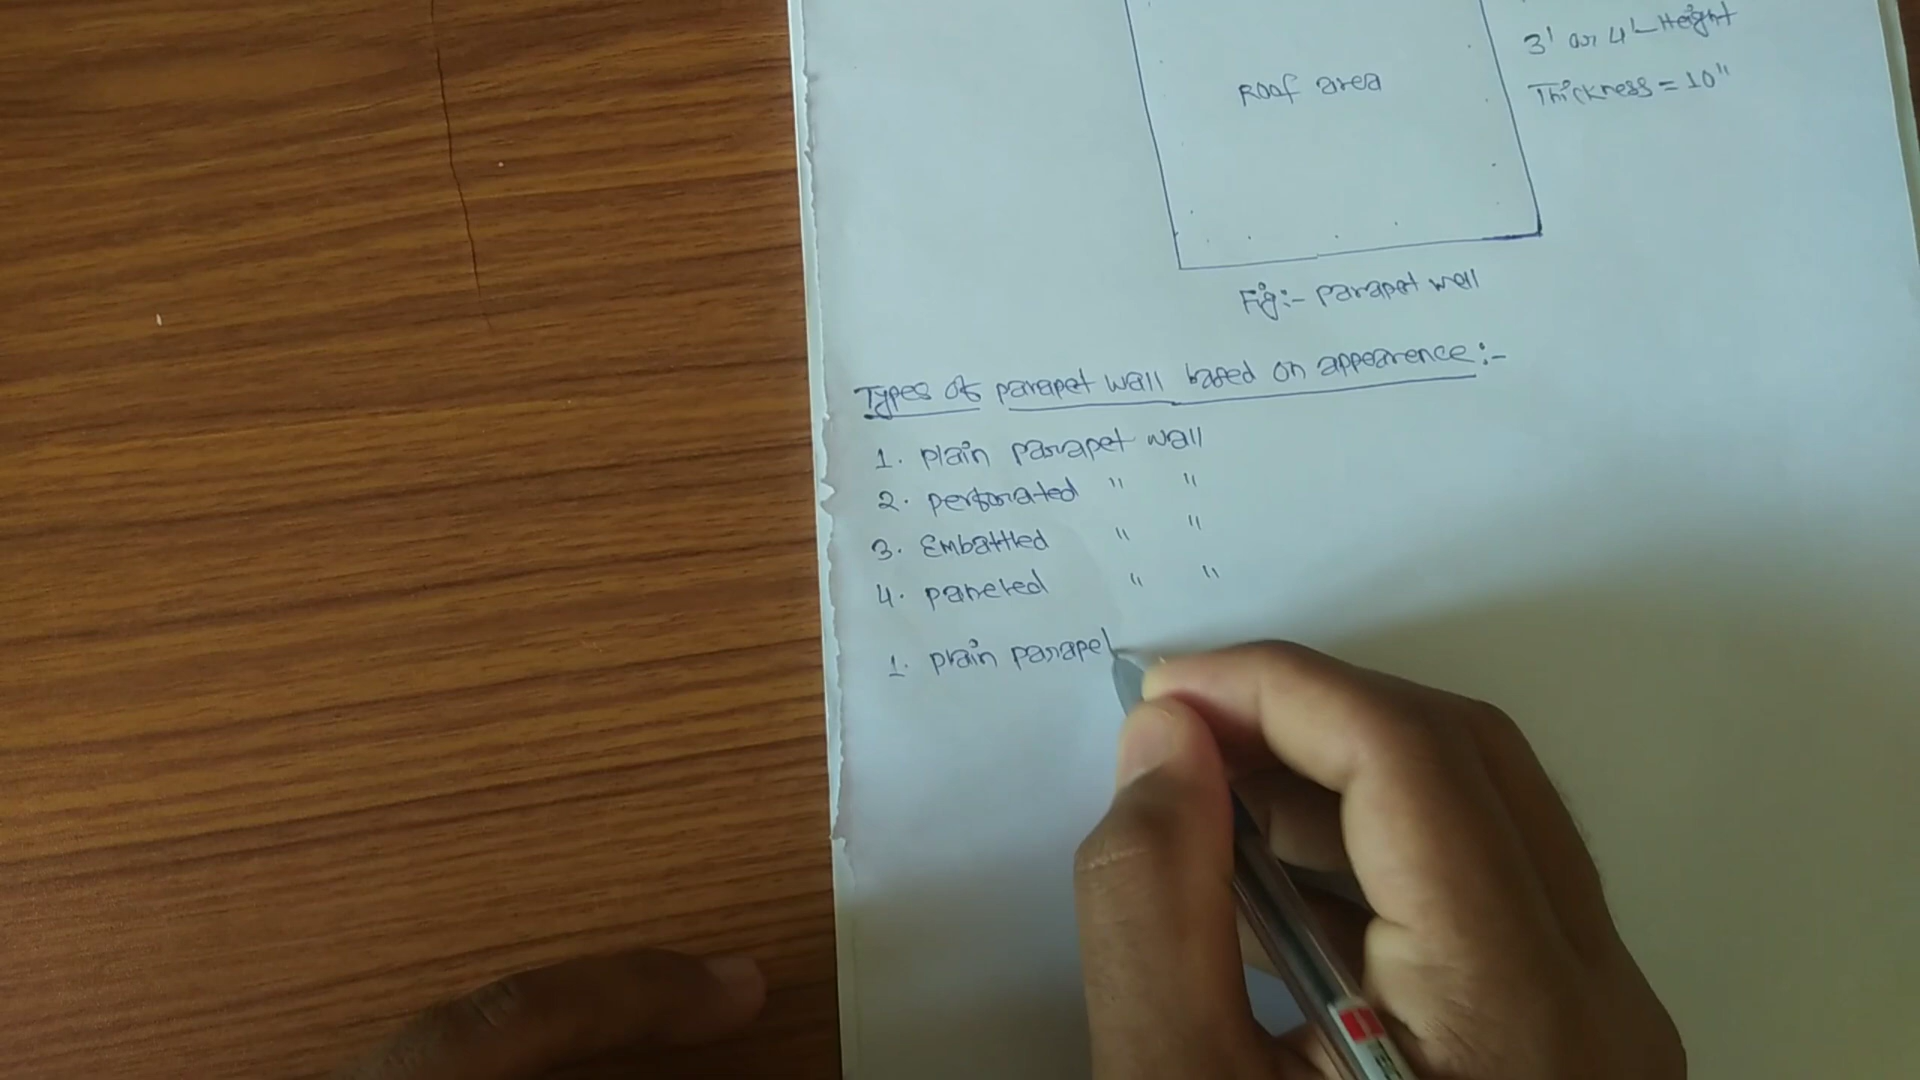 3' or 4' Height
Thickness = 10"
Roof area
Fig:- Parapet wall
Types of parapet wall based on appearence:-
1. plain parapet wall
2. perforated " "
3. Embattled " "
4. paneled " "
1. plain parapet